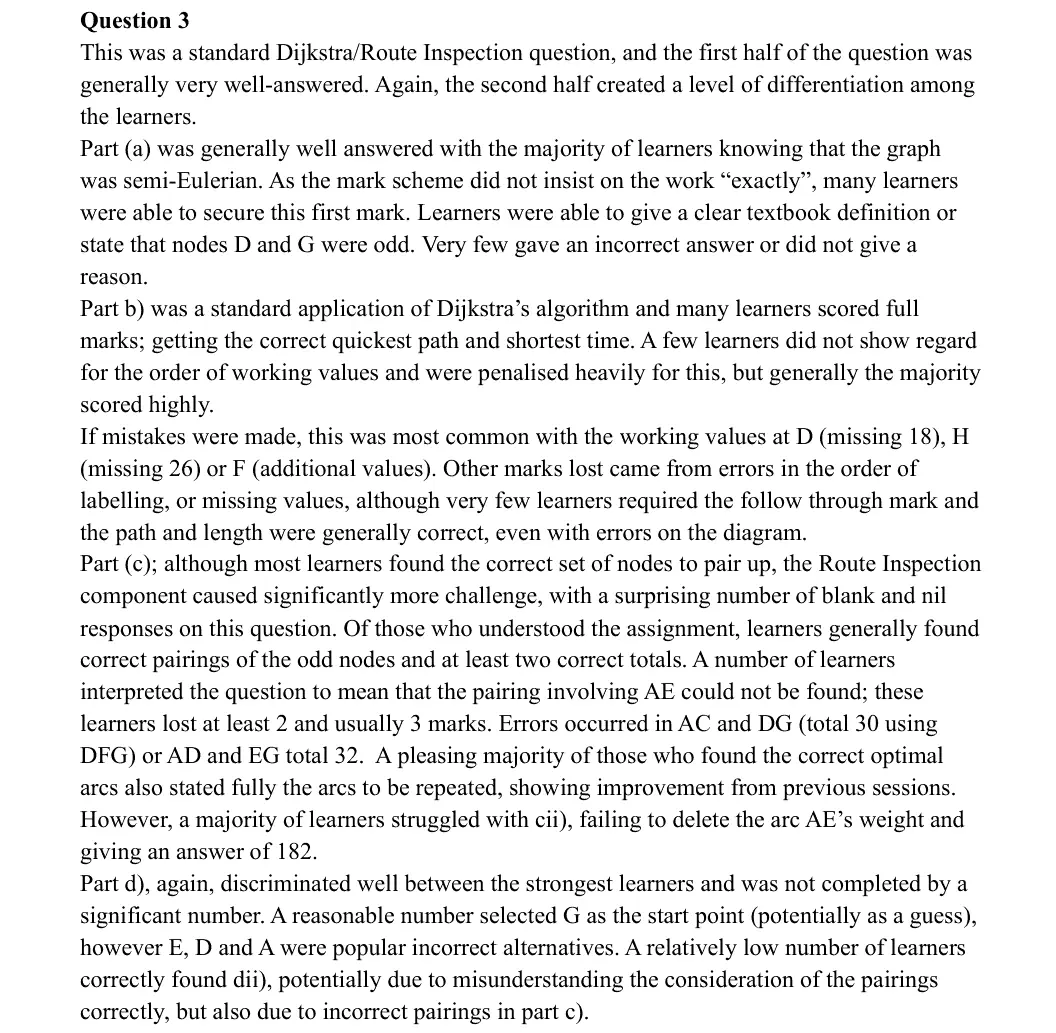 Question 3
This was a standard Dijkstra/Route Inspection question, and the first half of the question was
generally very well-answered. Again, the second half created a level of differentiation among
the learners.
Part (a) was generally well answered with the majority of learners knowing that the graph
was semi-Eulerian. As the mark scheme did not insist on the work “exactly”, many learners
were able to secure this first mark. Learners were able to give a clear textbook definition or
state that nodes D and G were odd. Very few gave an incorrect answer or did not give a
reason.
Part b) was a standard application of Dijkstra’s algorithm and many learners scored full
marks; getting the correct quickest path and shortest time. A few learners did not show regard
for the order of working values and were penalised heavily for this, but generally the majority
scored highly.
If mistakes were made, this was most common with the working values at D (missing 18), H
(missing 26) or F (additional values). Other marks lost came from errors in the order of
labelling, or missing values, although very few learners required the follow through mark and
the path and length were generally correct, even with errors on the diagram.
Part (c); although most learners found the correct set of nodes to pair up, the Route Inspection
component caused significantly more challenge, with a surprising number of blank and nil
responses on this question. Of those who understood the assignment, learners generally found
correct pairings of the odd nodes and at least two correct totals. A number of learners
interpreted the question to mean that the pairing involving AE could not be found; these
learners lost at least 2 and usually 3 marks. Errors occurred in AC and DG (total 30 using
DFG) or AD and EG total 32.  A pleasing majority of those who found the correct optimal
arcs also stated fully the arcs to be repeated, showing improvement from previous sessions.
However, a majority of learners struggled with cii), failing to delete the arc AE’s weight and
giving an answer of 182.
Part d), again, discriminated well between the strongest learners and was not completed by a
significant number. A reasonable number selected G as the start point (potentially as a guess),
however E, D and A were popular incorrect alternatives. A relatively low number of learners
correctly found dii), potentially due to misunderstanding the consideration of the pairings
correctly, but also due to incorrect pairings in part c).